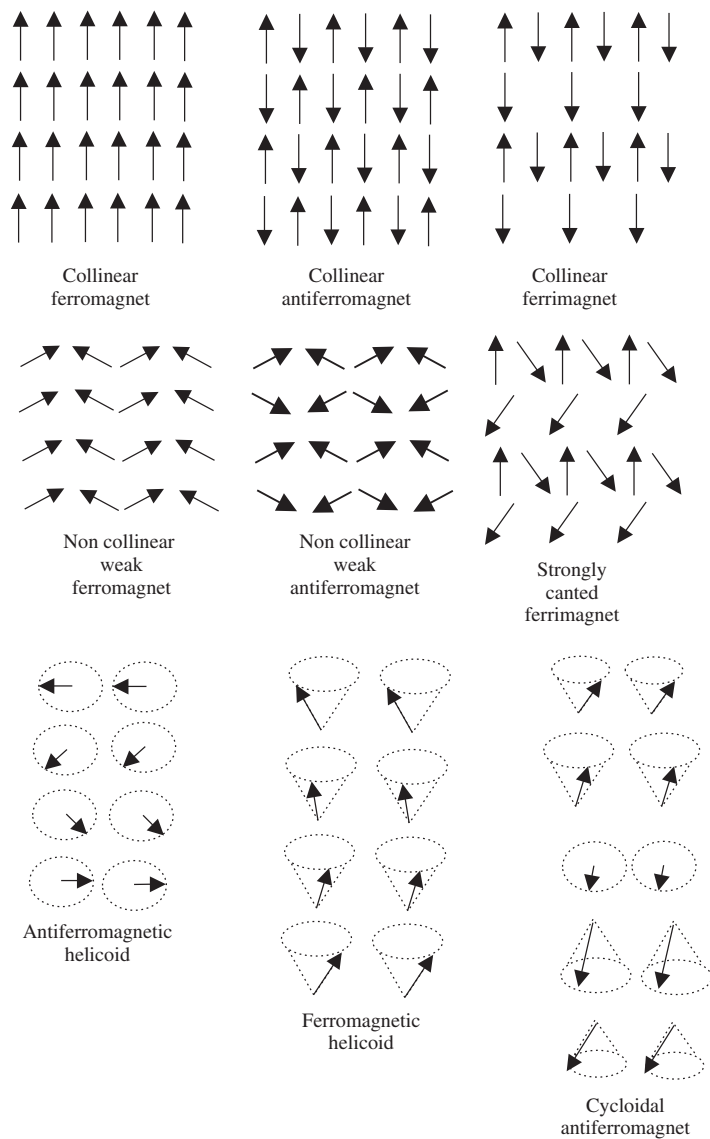 Collinear
ferromagnet
Collinear
antiferromagnet
Collinear
ferrimagnet
Non collinear
weak
ferromagnet
Non collinear
weak
antiferromagnet
Strongly
canted
ferrimagnet
Antiferromagnetic
helicoid
Ferromagnetic
helicoid
Cycloidal
antiferromagnet